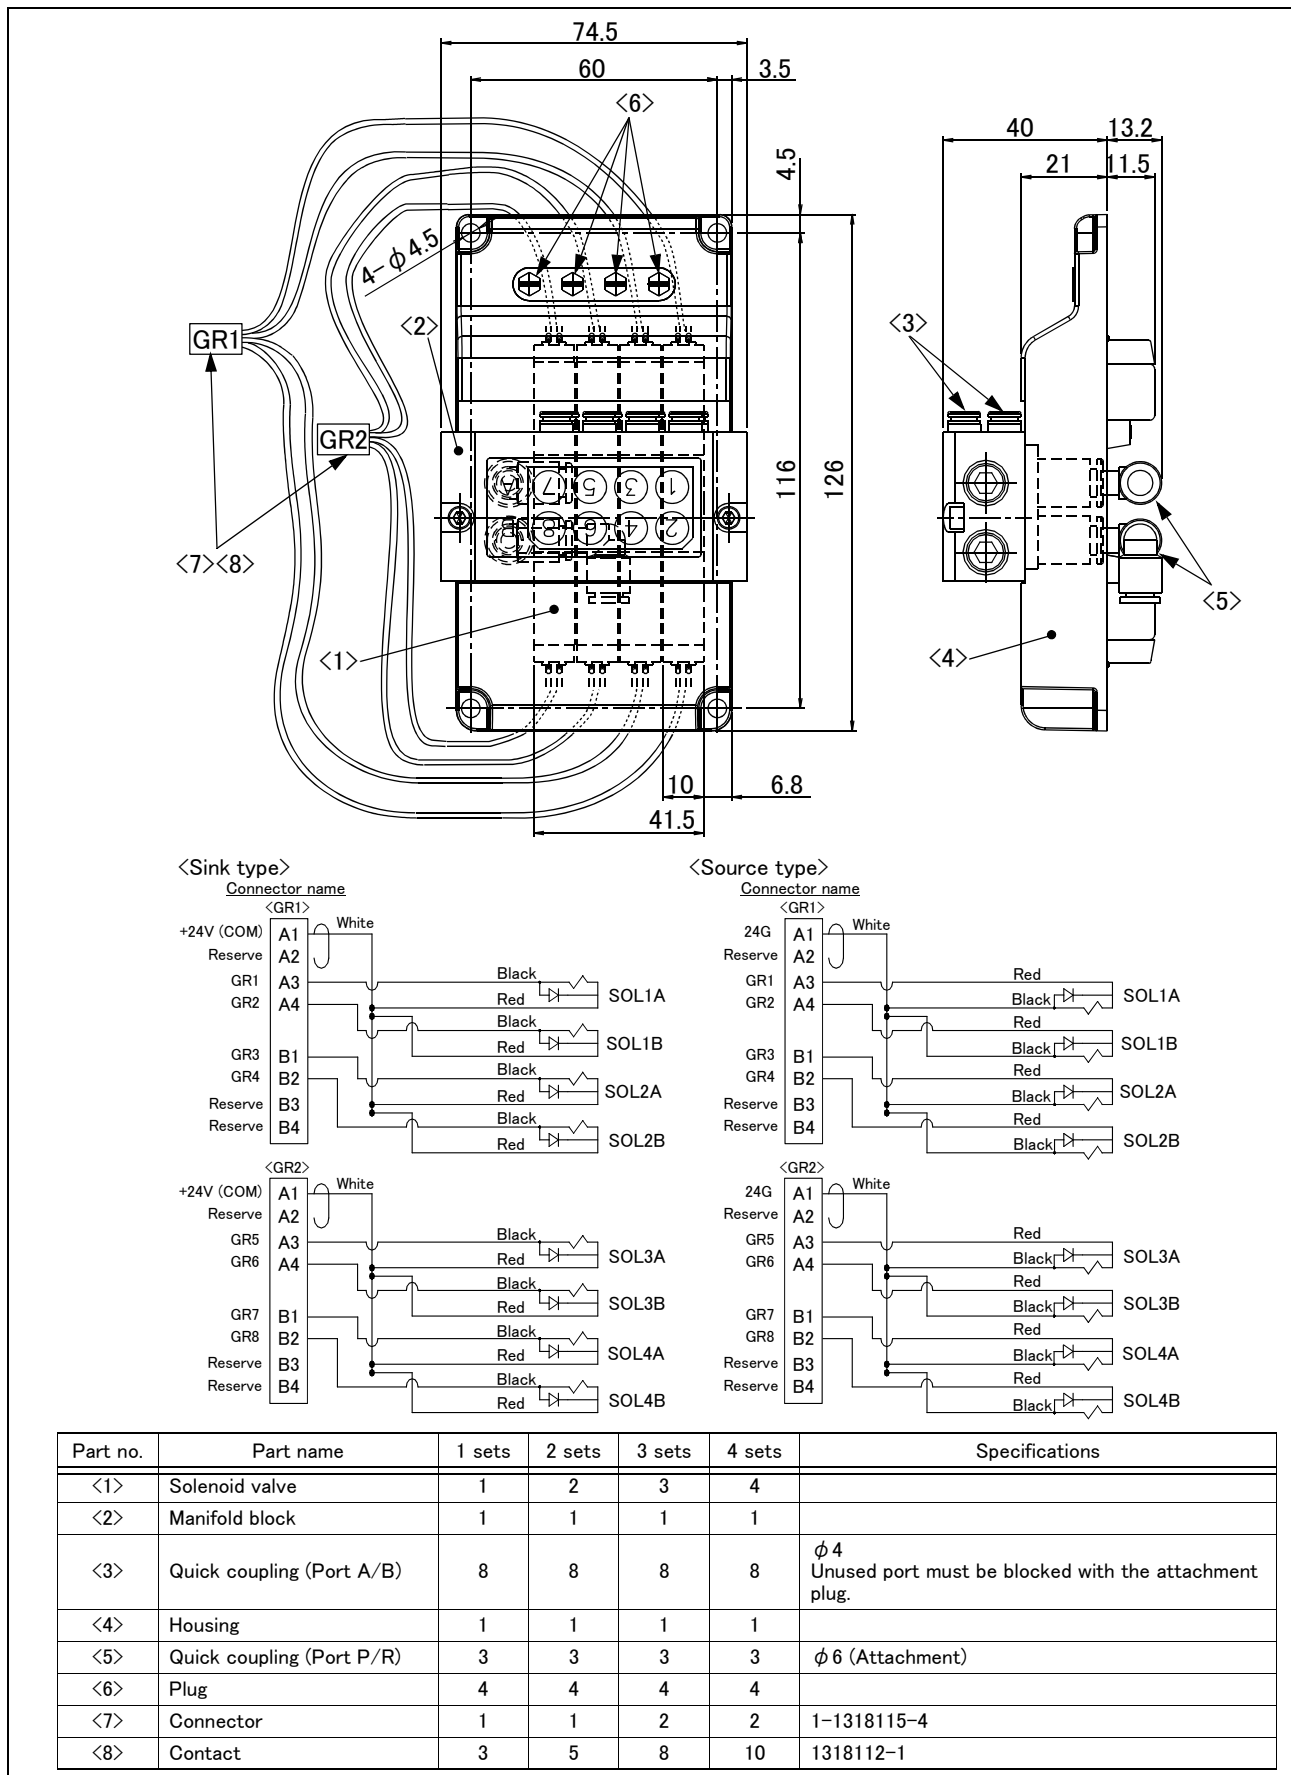 74.5
60 3.5
<6>
4.5
4-φ4.5
40 13.2
21 11.5
GR1
<2>
<3>
GR2
A 7 5 3 1
8 6 4 2
116 126
<7><8>
<5>
<1>
<4>
10 6.8
41.5
<Sink type>
Connector name
<GR1>
+24V (COM) A1 White
Reserve A2
GR1 A3 Black
GR2 A4 Red SOL1A
Black
Red SOL1B
GR3 B1
GR4 B2 Black
Reserve B3 Red SOL2A
Reserve B4 Black
Red SOL2B
<GR2>
+24V (COM) A1 White
Reserve A2
GR5 A3 Black
GR6 A4 Red SOL3A
Black
Red SOL3B
GR7 B1
GR8 B2 Black
Reserve B3 Red SOL4A
Reserve B4 Black
Red SOL4B
<Source type>
Connector name
<GR1>
24G A1 White
Reserve A2
GR1 A3 Red
GR2 A4 Black SOL1A
Red
Black SOL1B
GR3 B1
GR4 B2 Red
Reserve B3 Black SOL2A
Reserve B4 Red
Black SOL2B
<GR2>
24G A1 White
Reserve A2
GR5 A3 Red
GR6 A4 Black SOL3A
Red
Black SOL3B
GR7 B1
GR8 B2 Red
Reserve B3 Black SOL4A
Reserve B4 Red
Black SOL4B
Part no. Part name 1 sets 2 sets 3 sets 4 sets Specifications
<1> Solenoid valve 1 2 3 4
<2> Manifold block 1 1 1 1
<3> Quick coupling (Port A/B) 8 8 8 8 φ4
Unused port must be blocked with the attachment
plug.
<4> Housing 1 1 1 1
<5> Quick coupling (Port P/R) 3 3 3 3 φ6 (Attachment)
<6> Plug 4 4 4 4
<7> Connector 1 1 2 2 1-1318115-4
<8> Contact 3 5 8 10 1318112-1